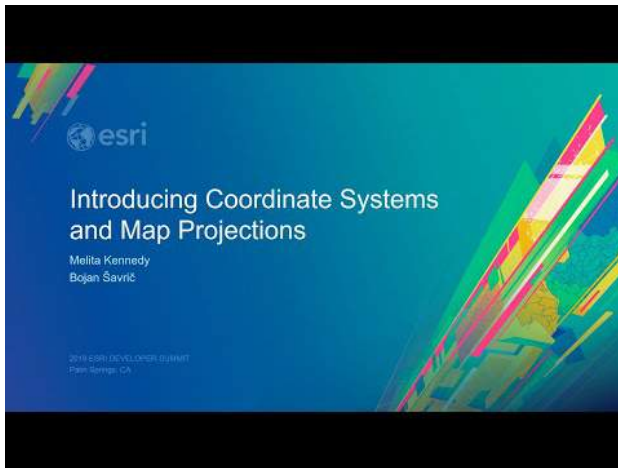 esri
Introducing Coordinate Systems
and Map Projections
Melita Kennedy
Bojan Šavrič
2019 ESRI DEVELOPER SUMMIT
Palm Springs, CA